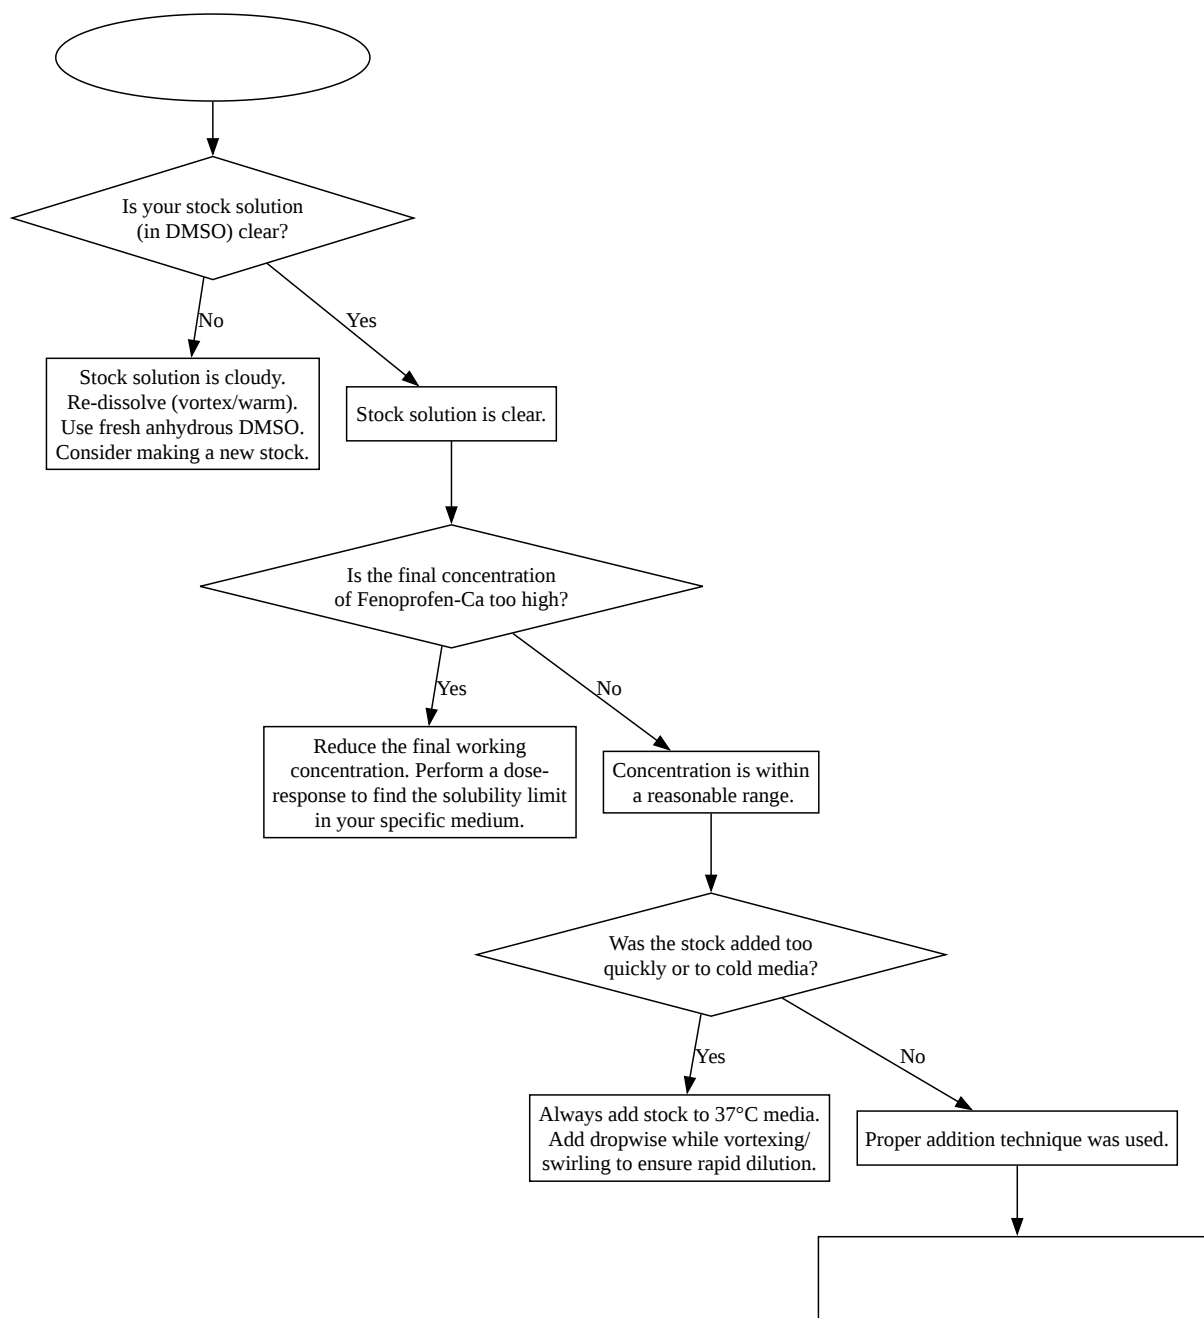 Is your stock solution
(in DMSO) clear?
No
Yes
Stock solution is cloudy.
Re-dissolve (vortex/warm).
Use fresh anhydrous DMSO.
Consider making a new stock.
Stock solution is clear.
Is the final concentration
of Fenoprofen-Ca too high?
Yes
No
Reduce the final working
concentration. Perform a dose-
response to find the solubility limit
in your specific medium.
Concentration is within
a reasonable range.
Was the stock added too
quickly or to cold media?
Yes
No
Always add stock to 37°C media.
Add dropwise while vortexing/
swirling to ensure rapid dilution.
Proper addition technique was used.